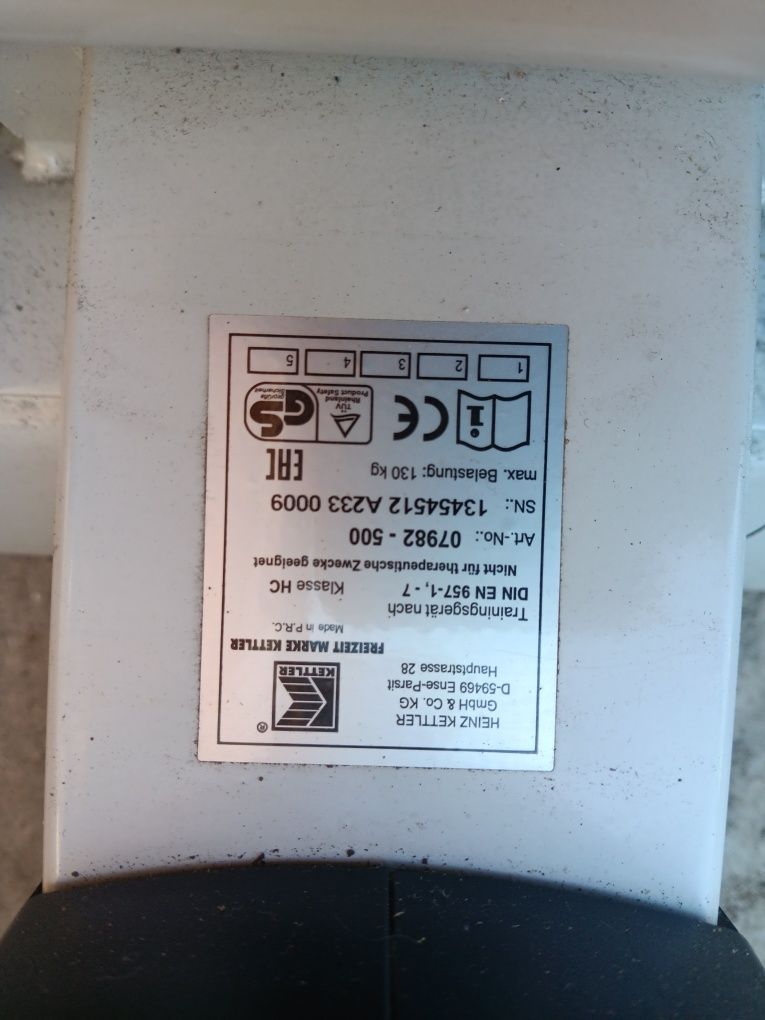 HEINZ KETTLER
GmbH & Co. KG
D-59469 Ense-Parsit
Hauptstrasse 28
KETTLER
®
FREIZEIT MARKE KETTLER
Made in P.R.C.
Trainingsgerät nach
DIN EN 957-1, - 7 Klasse HC
Nicht für therapeutische Zwecke geeignet
Art.-No.: 07982 - 500
SN.: 13454512 A233 0009
max. Belastung: 130 kg EAC
i CE TÜV Rheinland Product Safety GS geprüfte Sicherheit
1 2 3 4 5